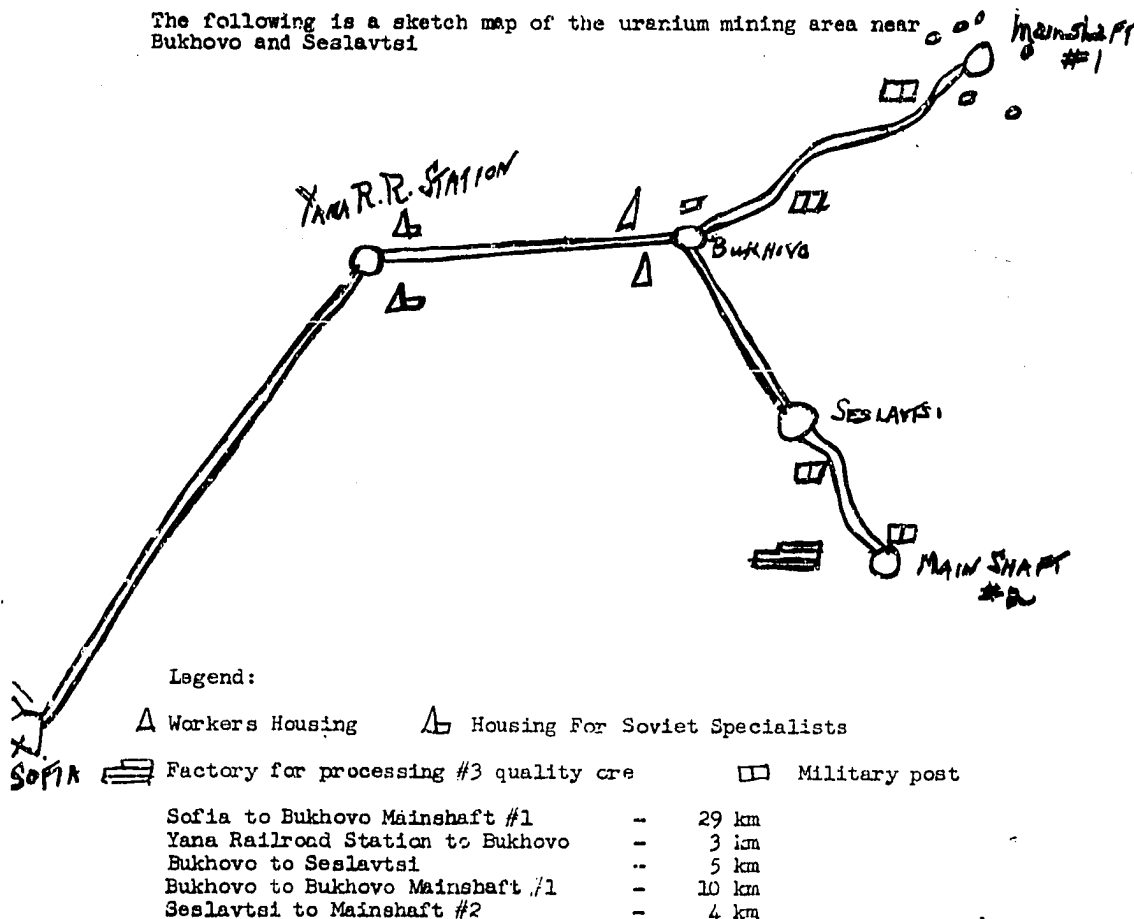 The following is a sketch map of the uranium mining area near
Bukhovo and Seslavtsi
Mainshaft
#1
YANA R.R. STATION
BUKHOVO
SESLAVTSI
MAIN SHAFT
#2
SOFIA
Legend:
Workers Housing Housing For Soviet Specialists
Factory for processing #3 quality ore Military post
Sofia to Bukhovo Mainshaft #1 - 29 km
Yana Railroad Station to Bukhovo - 3 km
Bukhovo to Seslavtsi - 5 km
Bukhovo to Bukhovo Mainshaft #1 - 10 km
Seslavtsi to Mainshaft #2 - 4 km